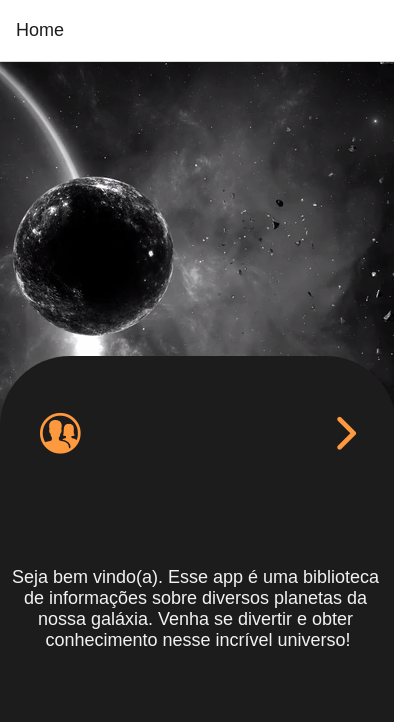 Home
Seja bem vindo(a). Esse app é uma biblioteca
de informações sobre diversos planetas da
nossa galáxia. Venha se divertir e obter
conhecimento nesse incrível universo!